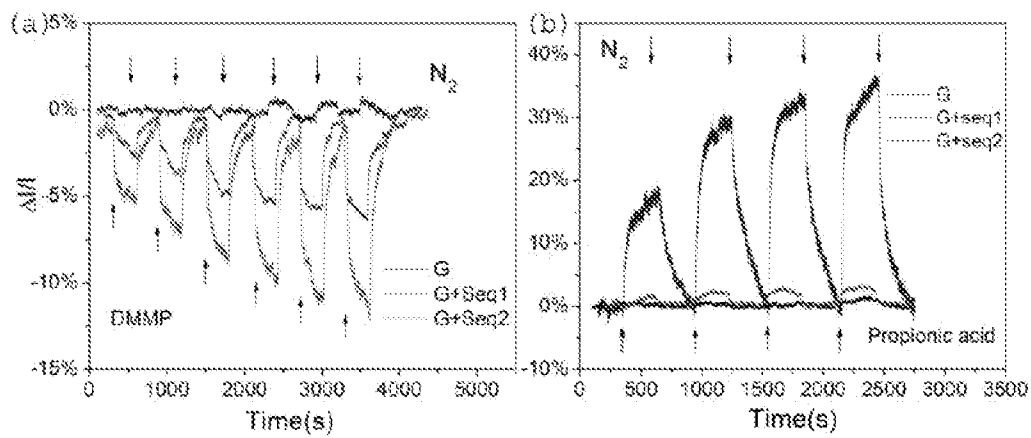 (a)
5%
0%
-5%
-10%
-15%
ΔI/I
N2
G
G+Seq1
G+Seq2
DMMP
0 1000 2000 3000 4000 5000
Time(s)
(b)
40%
30%
20%
10%
0%
-10%
N2
G
G+seq1
G+seq2
Propionic acid
0 500 1000 1500 2000 2500 3000 3500
Time(s)